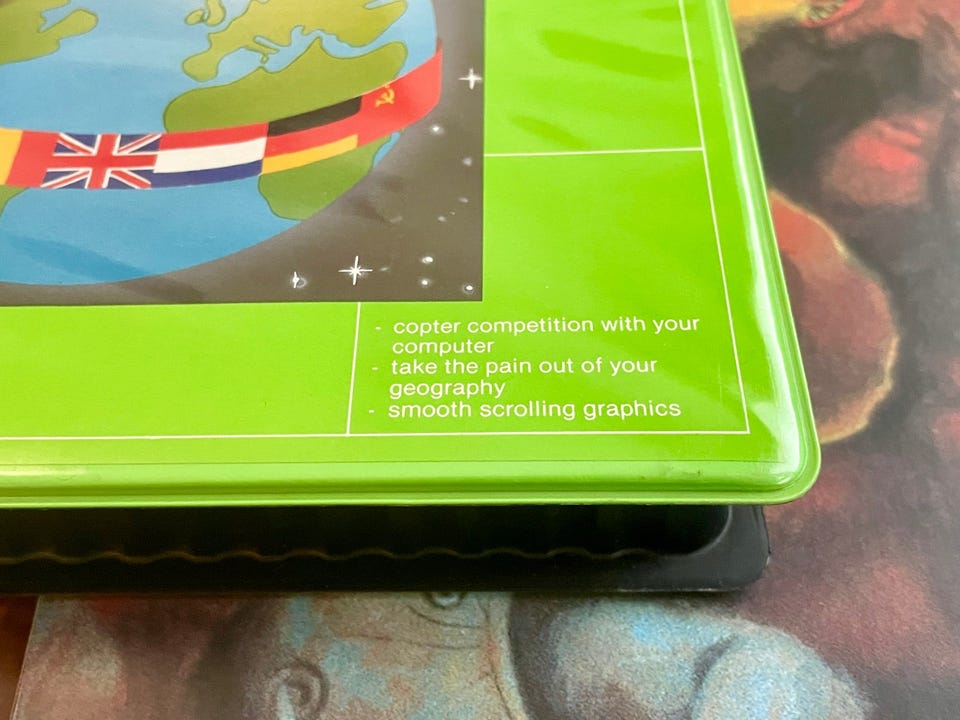 - copter competition with your
computer
- take the pain out of your
geography
- smooth scrolling graphics